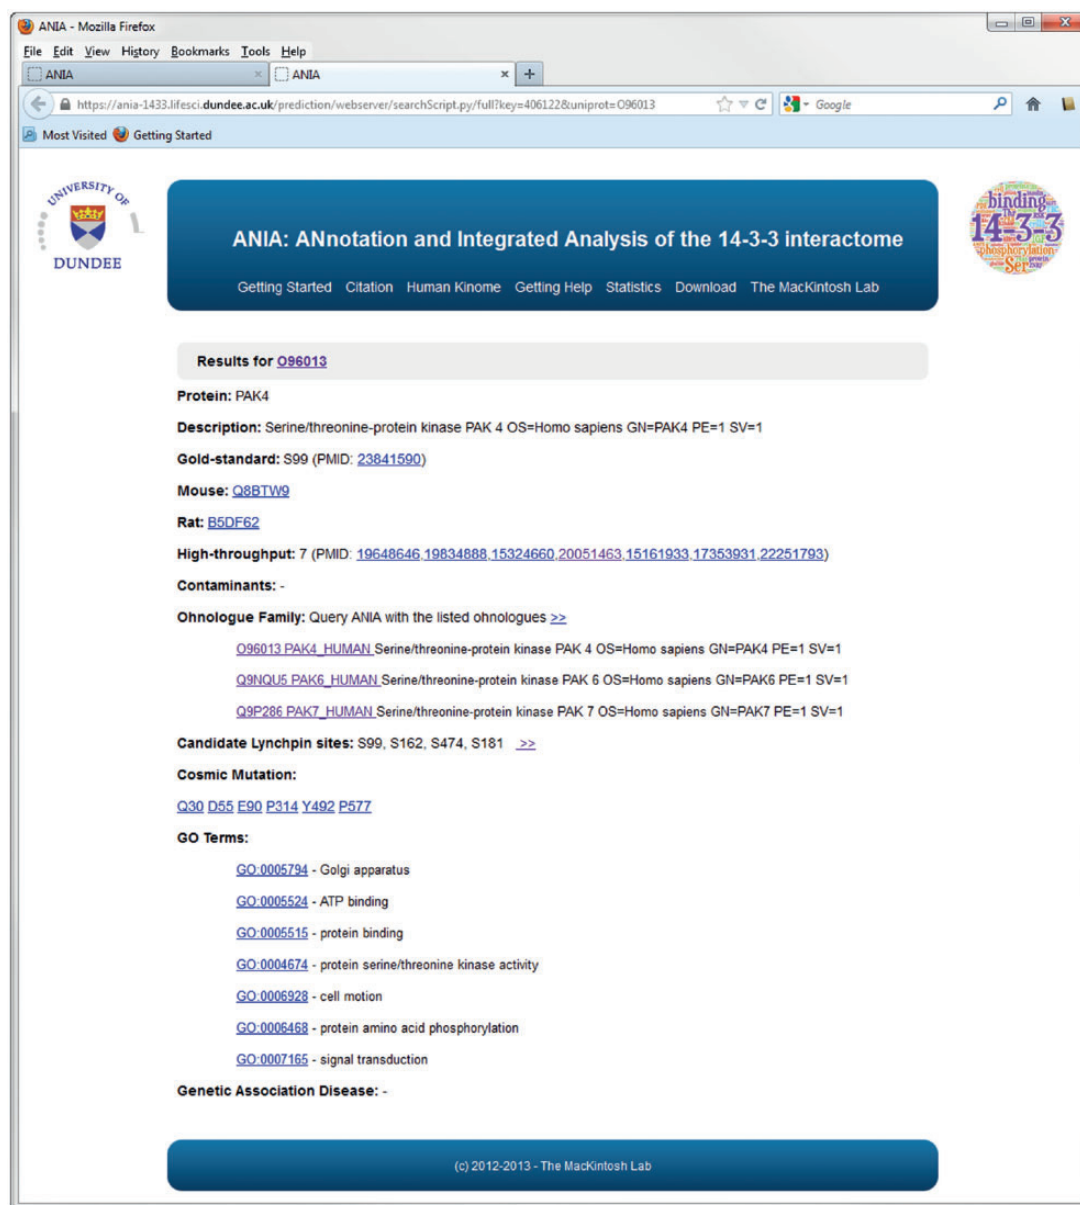 ANIA - Mozilla Firefox
File Edit View History Bookmarks Tools Help
ANIA × ANIA × +
https://ania-1433.lifesci.dundee.ac.uk/prediction/webserver/searchScript.py/full?key=406122&uniprot=O96013 Google
Most Visited Getting Started
UNIVERSITY OF
DUNDEE
ANIA: ANnotation and Integrated Analysis of the 14-3-3 interactome
Getting Started Citation Human Kinome Getting Help Statistics Download The MacKintosh Lab
binding
14-3-3
phosphorylation
Ser
Results for O96013
Protein: PAK4
Description: Serine/threonine-protein kinase PAK 4 OS=Homo sapiens GN=PAK4 PE=1 SV=1
Gold-standard: S99 (PMID: 23841590)
Mouse: Q8BTW9
Rat: B5DF62
High-throughput: 7 (PMID: 19648646,19834888,15324660,20051463,15161933,17353931,22251793)
Contaminants: -
Ohnologue Family: Query ANIA with the listed ohnologues >>
O96013 PAK4_HUMAN Serine/threonine-protein kinase PAK 4 OS=Homo sapiens GN=PAK4 PE=1 SV=1
Q9NQU5 PAK6_HUMAN Serine/threonine-protein kinase PAK 6 OS=Homo sapiens GN=PAK6 PE=1 SV=1
Q9P286 PAK7_HUMAN Serine/threonine-protein kinase PAK 7 OS=Homo sapiens GN=PAK7 PE=1 SV=1
Candidate Lynchpin sites: S99, S162, S474, S181 >>
Cosmic Mutation:
Q30 D55 E90 P314 Y492 P577
GO Terms:
GO:0005794 - Golgi apparatus
GO:0005524 - ATP binding
GO:0005515 - protein binding
GO:0004674 - protein serine/threonine kinase activity
GO:0006928 - cell motion
GO:0006468 - protein amino acid phosphorylation
GO:0007165 - signal transduction
Genetic Association Disease: -
(c) 2012-2013 - The MacKintosh Lab